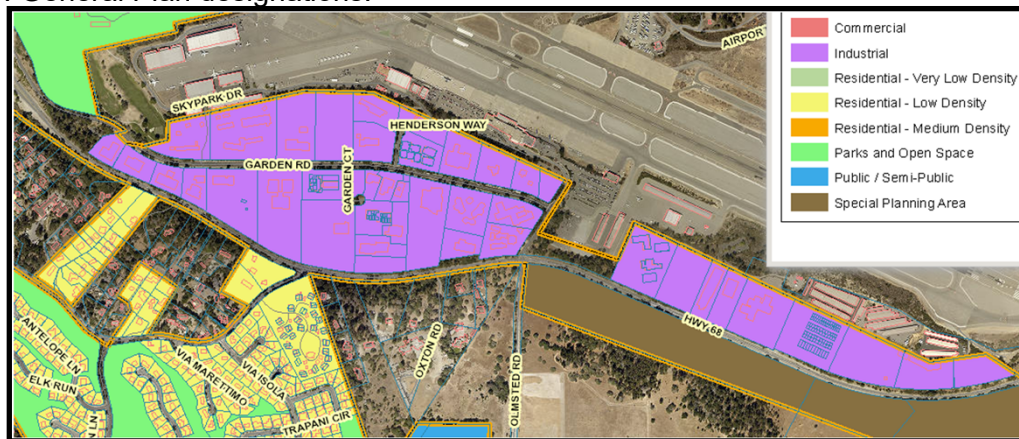 . General Plan designations:
AIRPORT
SKYPARK DR
HENDERSON WAY
GARDEN RD
GARDEN CT
HWY 68
OXTON RD
OLMSTED RD
ANTELOPE LN
ELK RUN
N LN
VIA MARETTIMO
VIA ISOLA
TRAPANI CIR
Commercial
Industrial
Residential - Very Low Density
Residential - Low Density
Residential - Medium Density
Parks and Open Space
Public / Semi-Public
Special Planning Area